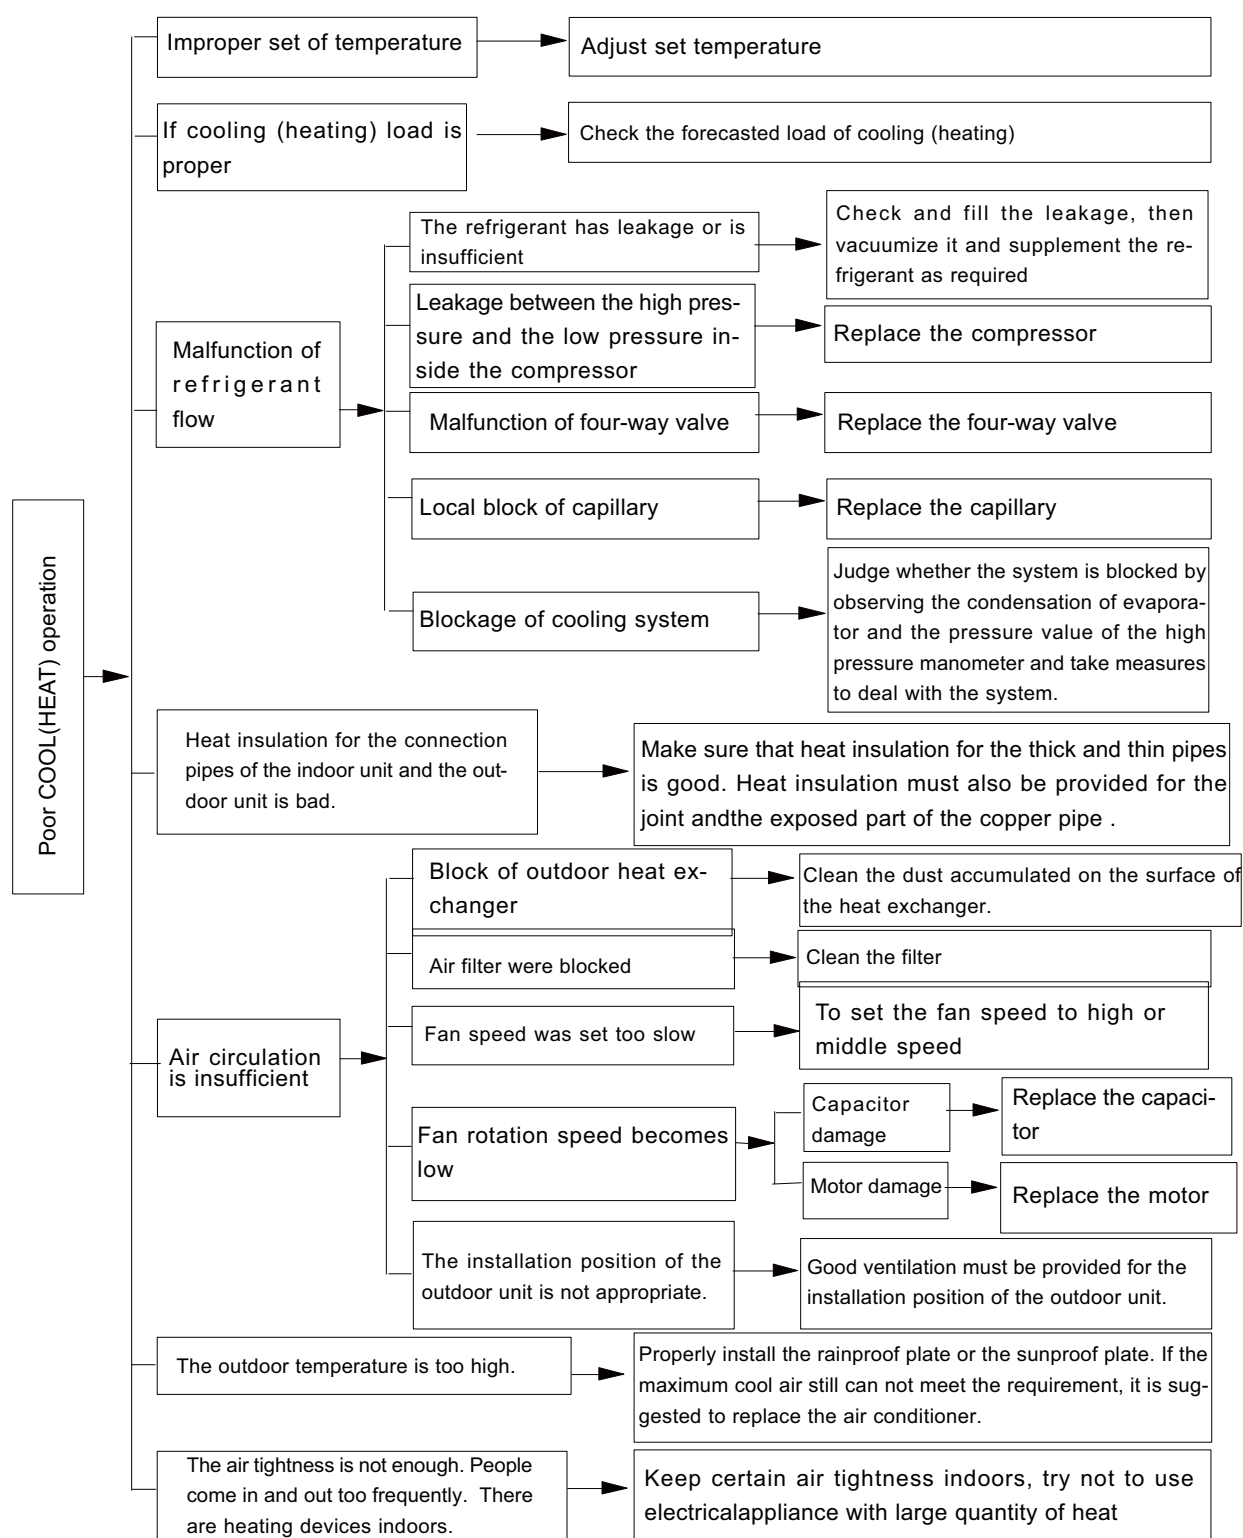 Poor COOL(HEAT) operation
Improper set of temperature
Adjust set temperature
If cooling (heating) load is
proper
Check the forecasted load of cooling (heating)
Malfunction of
refrigerant
flow
The refrigerant has leakage or is
insufficient
Check and fill the leakage, then
vacuumize it and supplement the re-
frigerant as required
Leakage between the high pres-
sure and the low pressure in-
side the compressor
Replace the compressor
Malfunction of four-way valve
Replace the four-way valve
Local block of capillary
Replace the capillary
Blockage of cooling system
Judge whether the system is blocked by
observing the condensation of evapora-
tor and the pressure value of the high
pressure manometer and take measures
to deal with the system.
Heat insulation for the connection
pipes of the indoor unit and the out-
door unit is bad.
Make sure that heat insulation for the thick and thin pipes
is good. Heat insulation must also be provided for the
joint andthe exposed part of the copper pipe .
Air circulation
is insufficient
Block of outdoor heat ex-
changer
Clean the dust accumulated on the surface of
the heat exchanger.
Air filter were blocked
Clean the filter
Fan speed was set too slow
To set the fan speed to high or
middle speed
Fan rotation speed becomes
low
Capacitor
damage
Replace the capaci-
tor
Motor damage
Replace the motor
The installation position of the
outdoor unit is not appropriate.
Good ventilation must be provided for the
installation position of the outdoor unit.
The outdoor temperature is too high.
Properly install the rainproof plate or the sunproof plate. If the
maximum cool air still can not meet the requirement, it is sug-
gested to replace the air conditioner.
The air tightness is not enough. People
come in and out too frequently. There
are heating devices indoors.
Keep certain air tightness indoors, try not to use
electricalappliance with large quantity of heat